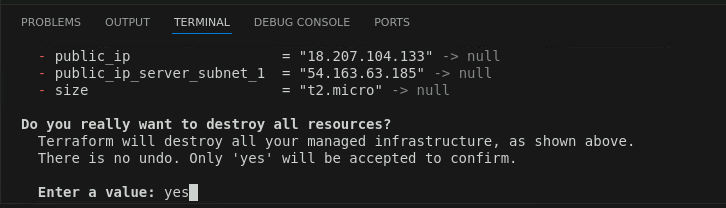 PROBLEMS OUTPUT TERMINAL DEBUG CONSOLE PORTS
- public_ip = "18.207.104.133" -> null
- public_ip_server_subnet_1 = "54.163.63.185" -> null
- size = "t2.micro" -> null
Do you really want to destroy all resources?
Terraform will destroy all your managed infrastructure, as shown above.
There is no undo. Only 'yes' will be accepted to confirm.
Enter a value: yes